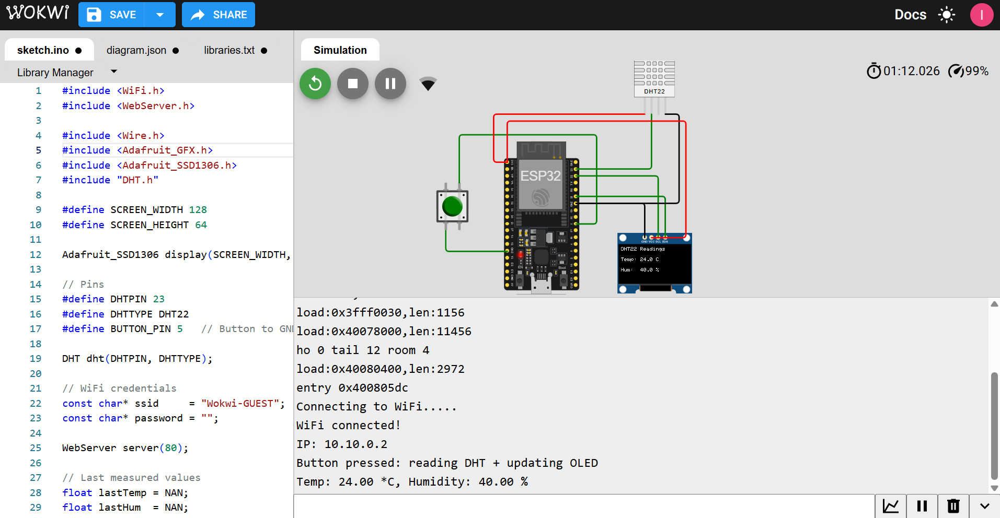 WOKWI
SAVE
SHARE
Docs
I
sketch.ino ●
diagram.json ●
libraries.txt ●
Library Manager
1 #include <WiFi.h>
2 #include <WebServer.h>
3
4 #include <Wire.h>
5 #include <Adafruit_GFX.h>
6 #include <Adafruit_SSD1306.h>
7 #include "DHT.h"
8
9 #define SCREEN_WIDTH 128
10 #define SCREEN_HEIGHT 64
11
12 Adafruit_SSD1306 display(SCREEN_WIDTH,
13
14 // Pins
15 #define DHTPIN 23
16 #define DHTTYPE DHT22
17 #define BUTTON_PIN 5 // Button to GND
18
19 DHT dht(DHTPIN, DHTTYPE);
20
21 // WiFi credentials
22 const char* ssid = "Wokwi-GUEST";
23 const char* password = "";
24
25 WebServer server(80);
26
27 // Last measured values
28 float lastTemp = NAN;
29 float lastHum = NAN;
Simulation
01:12.026
99%
DHT22
ESP32
EN
Boot
GND VCC SCL SDA
DHT22 Readings
Temp: 24.0 C
Hum: 40.0 %
load:0x3fff0030,len:1156
load:0x40078000,len:11456
ho 0 tail 12 room 4
load:0x40080400,len:2972
entry 0x400805dc
Connecting to WiFi.....
WiFi connected!
IP: 10.10.0.2
Button pressed: reading DHT + updating OLED
Temp: 24.00 *C, Humidity: 40.00 %